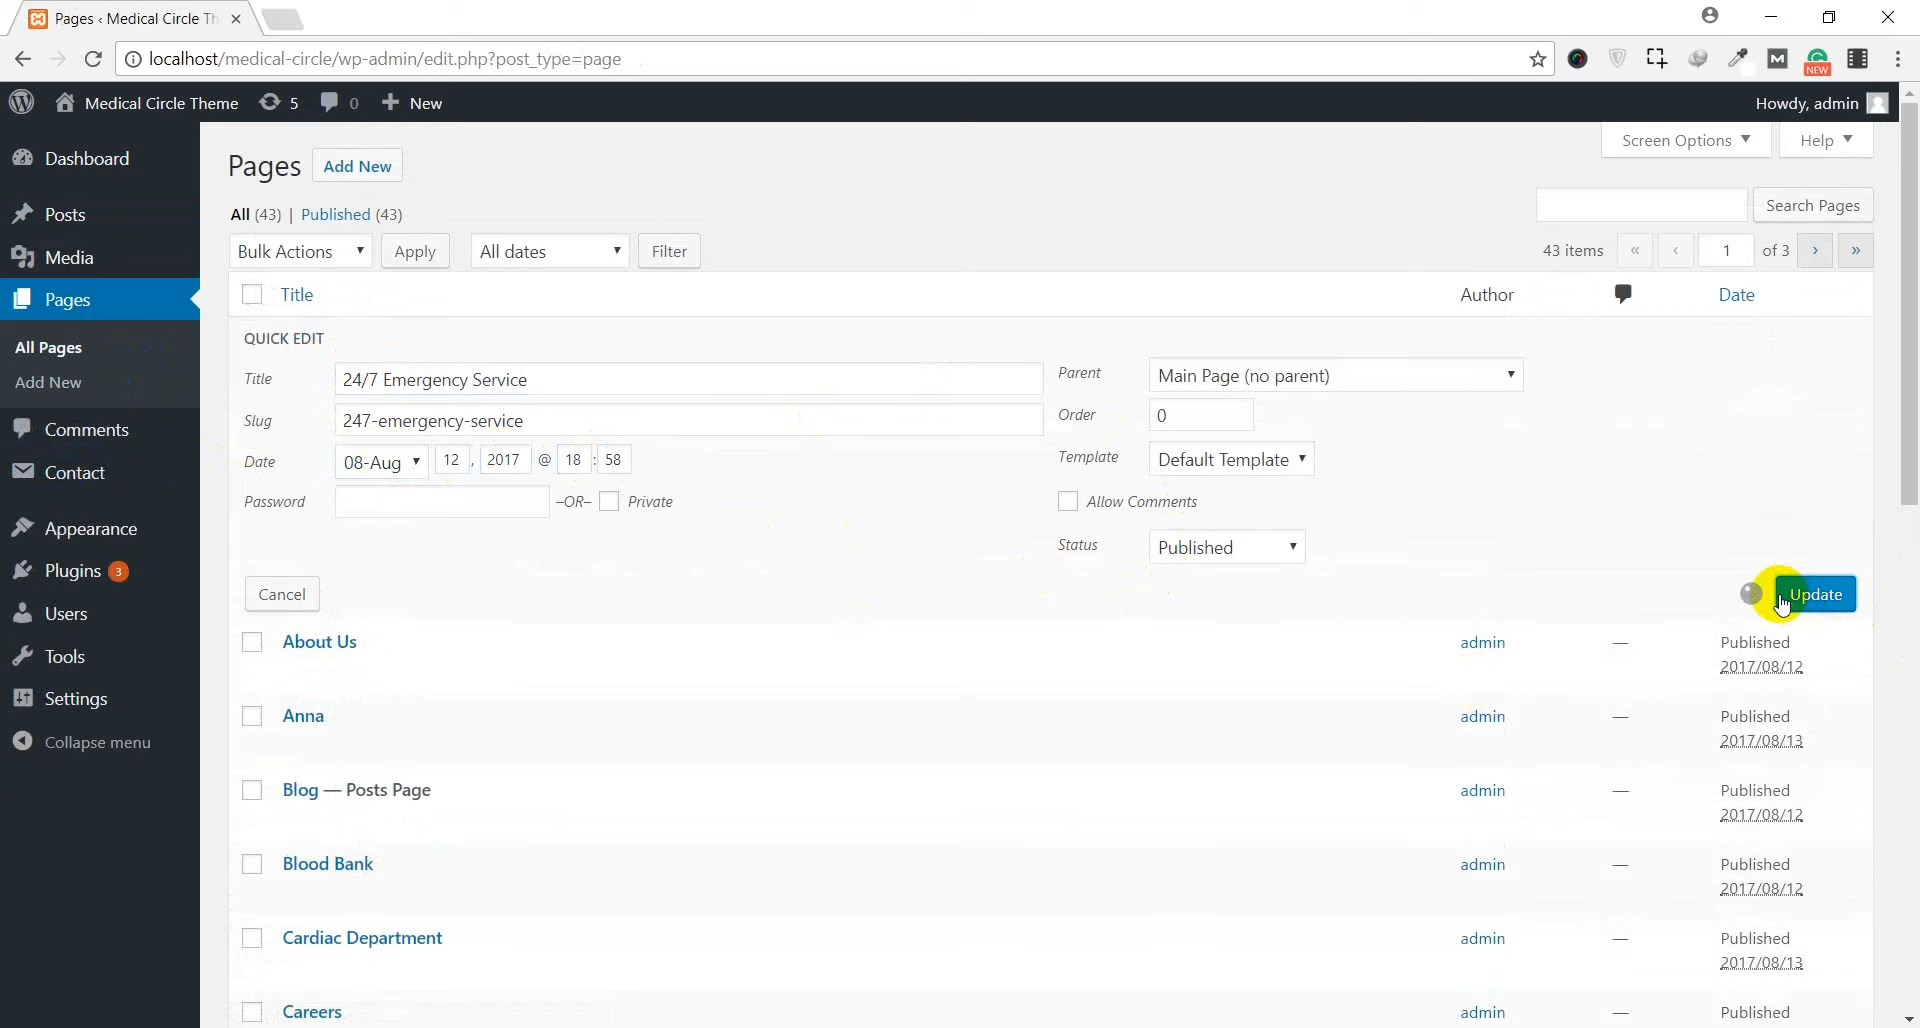 Pages ‹ Medical Circle Th
localhost/medical-circle/wp-admin/edit.php?post_type=page
M
NEW
Medical Circle Theme 5 0 New
Howdy, admin
Dashboard
Posts
Media
Pages
All Pages
Add New
Comments
Contact
Appearance
Plugins 3
Users
Tools
Settings
Collapse menu
Screen Options Help
Pages Add New
All (43) | Published (43)
Search Pages
Bulk Actions Apply All dates Filter
43 items « ‹ 1 of 3 › »
Title Author Date
QUICK EDIT
Title 24/7 Emergency Service
Slug 247-emergency-service
Date 08-Aug 12 , 2017 @ 18 : 58
Password –OR– Private
Parent Main Page (no parent)
Order 0
Template Default Template
Allow Comments
Status Published
Cancel Update
About Us admin — Published
2017/08/12
Anna admin — Published
2017/08/13
Blog — Posts Page admin — Published
2017/08/12
Blood Bank admin — Published
2017/08/12
Cardiac Department admin — Published
2017/08/13
Careers admin — Published